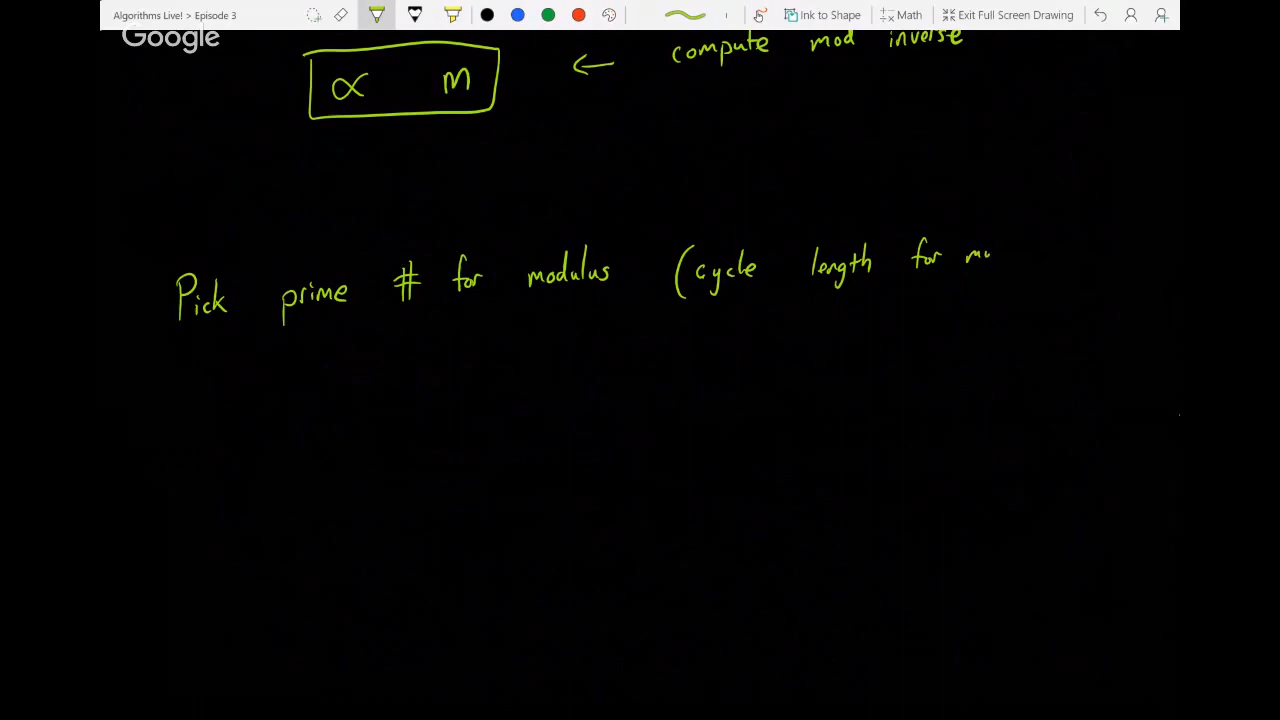 Algorithms Live! > Episode 3
Ink to Shape
Math
Exit Full Screen Drawing
Google
compute mod inverse
∝ m ←
Pick prime # for modulus (cycle length for mu